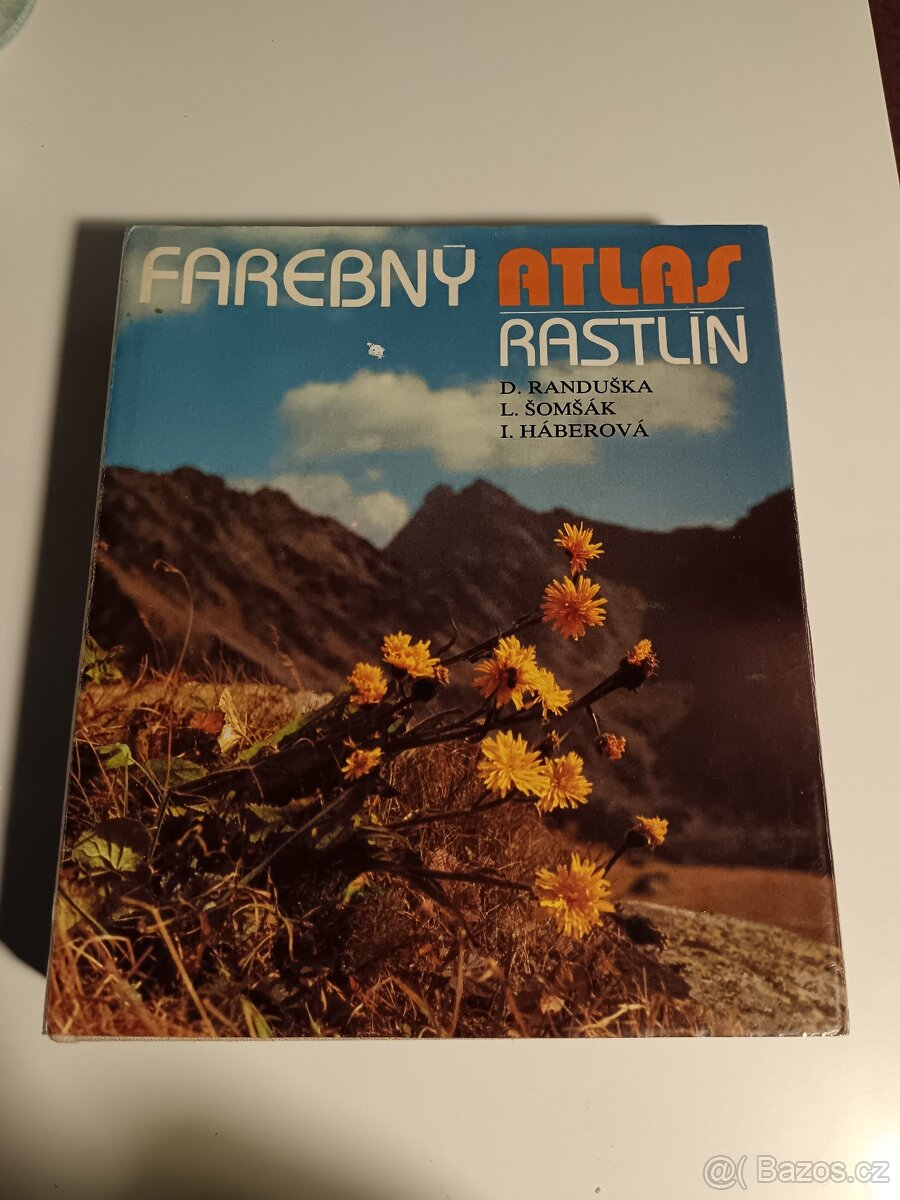 FAREBNÝ ATLAS
RASTLÍN
D. RANDUŠKA
L. ŠOMŠÁK
I. HÁBEROVÁ
@( Bazos.cz